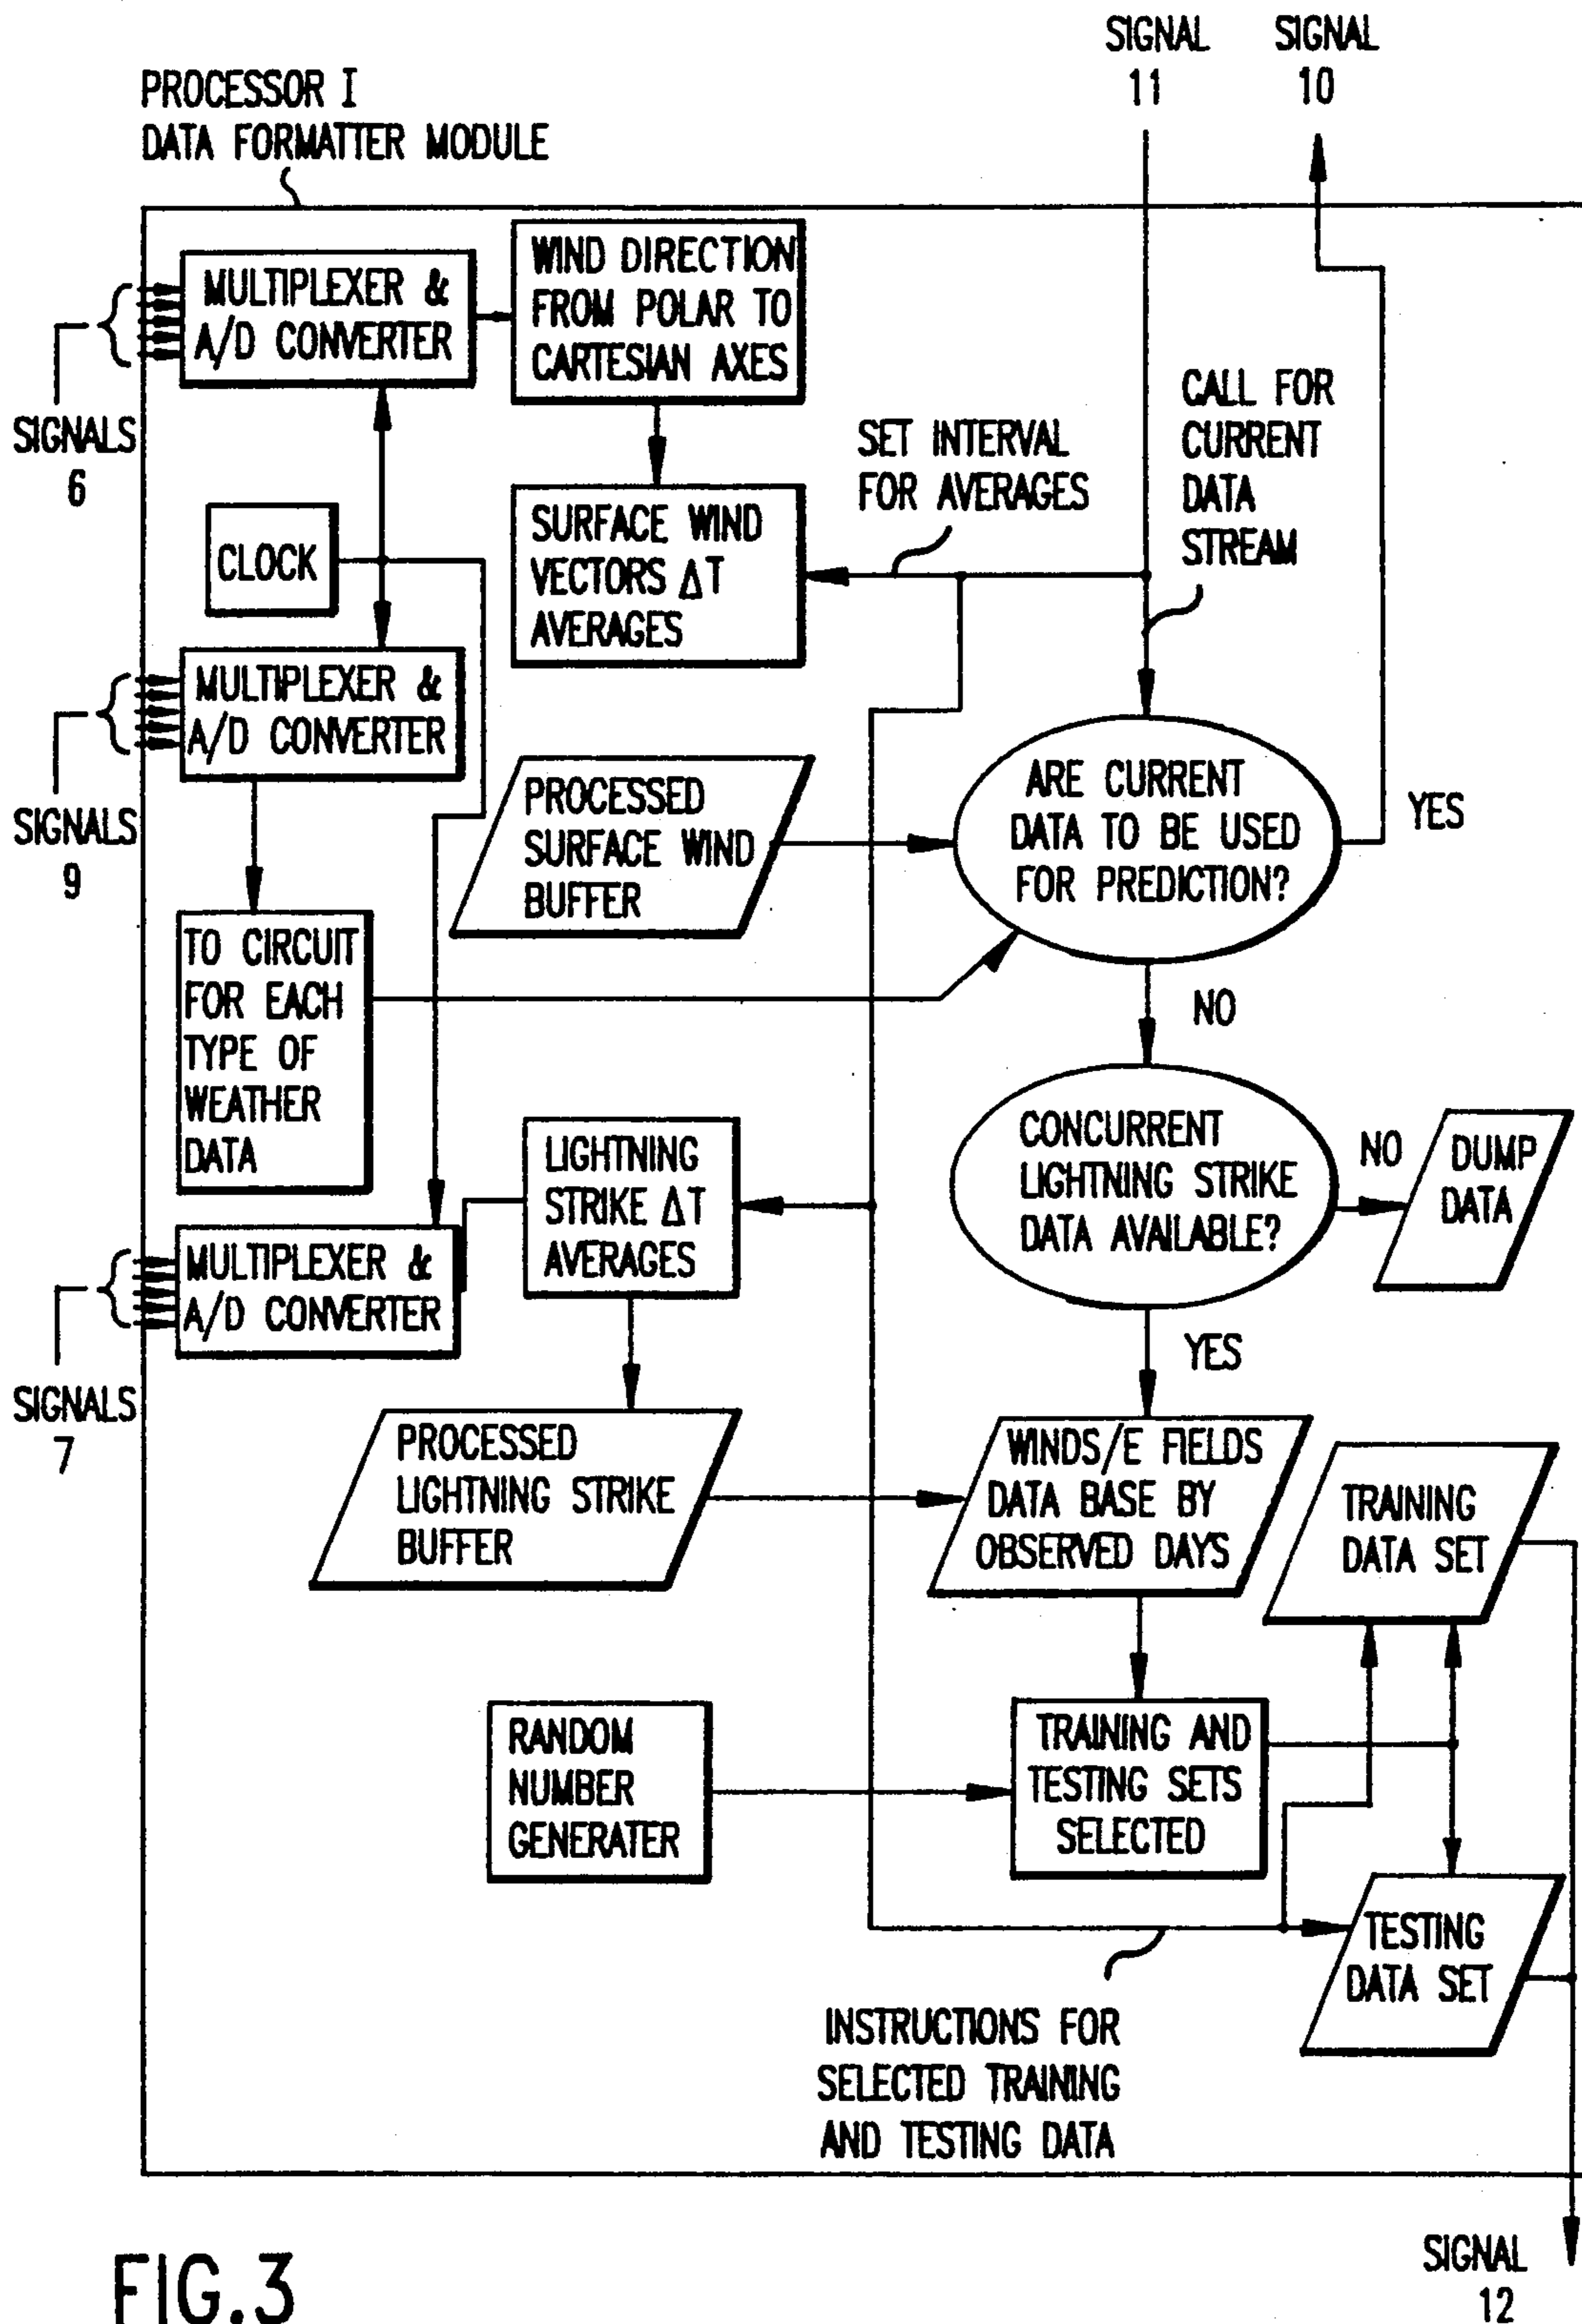 SIGNAL
11
SIGNAL
10
PROCESSOR I
DATA FORMATTER MODULE
MULTIPLEXER &
A/D CONVERTER
WIND DIRECTION
FROM POLAR TO
CARTESIAN AXES
SIGNALS
6
CALL FOR
CURRENT
DATA
STREAM
SET INTERVAL
FOR AVERAGES
CLOCK
SURFACE WIND
VECTORS ΔT
AVERAGES
MULTIPLEXER &
A/D CONVERTER
SIGNALS
9
PROCESSED
SURFACE WIND
BUFFER
ARE CURRENT
DATA TO BE USED
FOR PREDICTION?
YES
TO CIRCUIT
FOR EACH
TYPE OF
WEATHER
DATA
NO
CONCURRENT
LIGHTNING STRIKE
DATA AVAILABLE?
NO
DUMP
DATA
LIGHTNING
STRIKE ΔT
AVERAGES
MULTIPLEXER &
A/D CONVERTER
SIGNALS
7
YES
PROCESSED
LIGHTNING STRIKE
BUFFER
WINDS/E FIELDS
DATA BASE BY
OBSERVED DAYS
TRAINING
DATA SET
RANDOM
NUMBER
GENERATER
TRAINING AND
TESTING SETS
SELECTED
TESTING
DATA SET
INSTRUCTIONS FOR
SELECTED TRAINING
AND TESTING DATA
SIGNAL
12
FIG.3